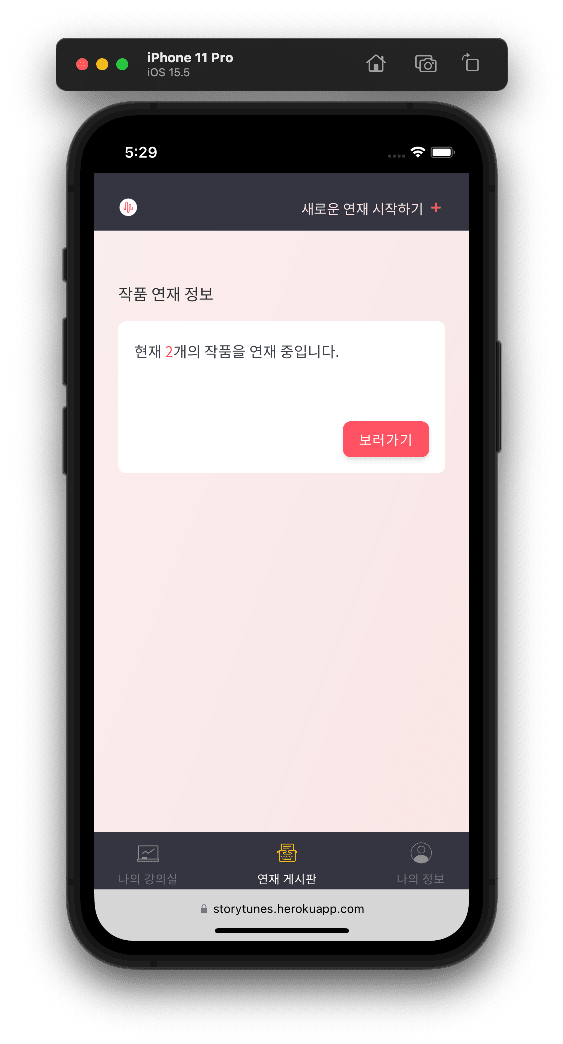 iPhone 11 Pro
iOS 15.5
5:29
새로운 연재 시작하기 +
작품 연재 정보
현재 2개의 작품을 연재 중입니다.
보러가기
나의 강의실
연재 게시판
나의 정보
storytunes.herokuapp.com